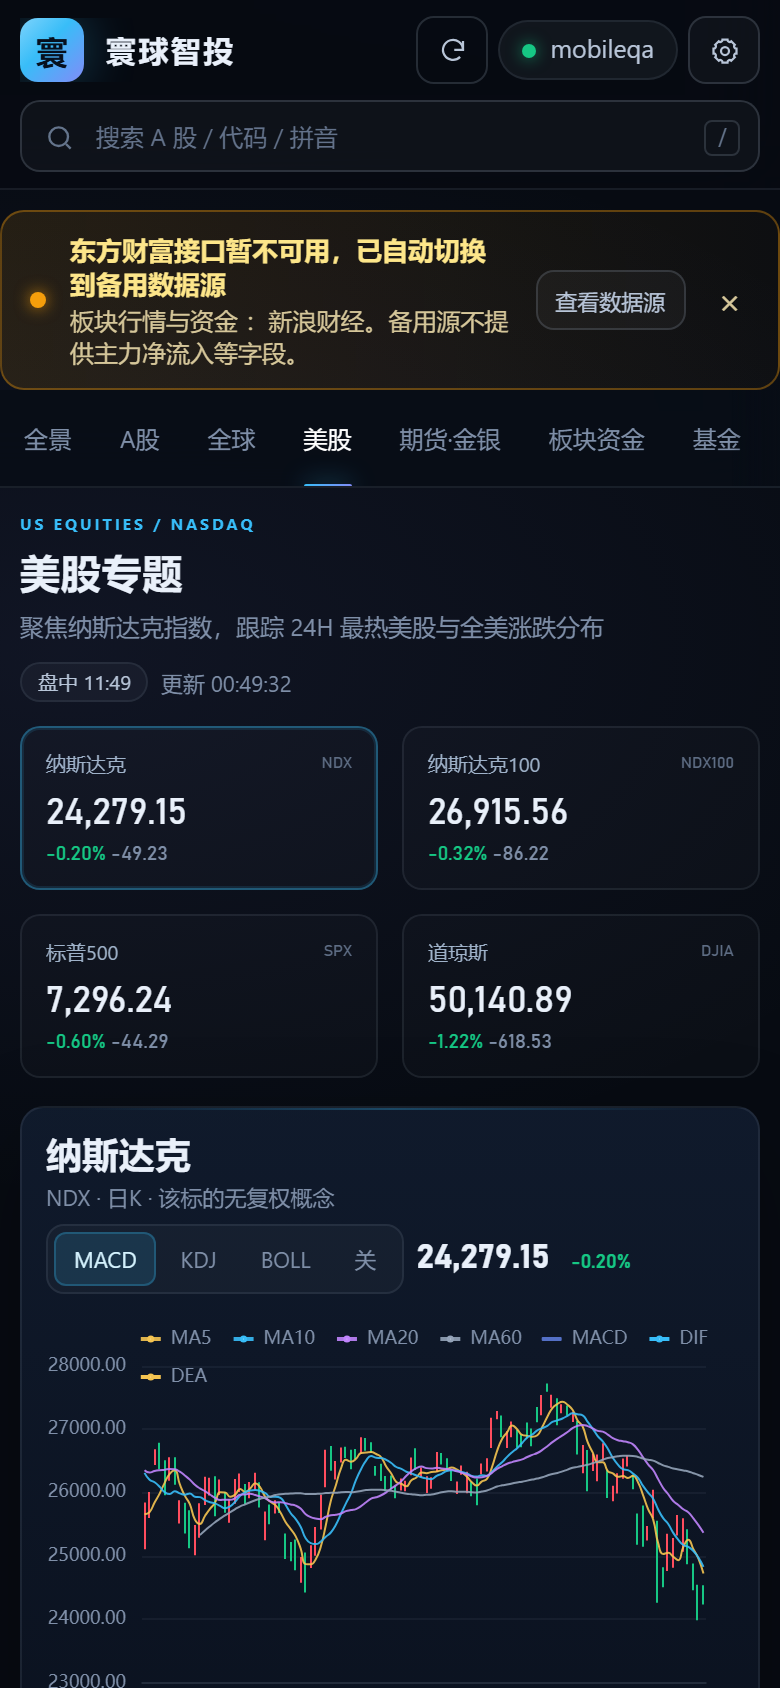 寰 寰球智投 mobileqa
搜索 A 股 / 代码 / 拼音 /
东方财富接口暂不可用，已自动切换
到备用数据源
板块行情与资金 ：新浪财经。备用源不提
供主力净流入等字段。
查看数据源 ×
全景 A股 全球 美股 期货·金银 板块资金 基金
US EQUITIES / NASDAQ
美股专题
聚焦纳斯达克指数，跟踪 24H 最热美股与全美涨跌分布
盘中 11:49 更新 00:49:32
纳斯达克 NDX
24,279.15
-0.20% -49.23
纳斯达克100 NDX100
26,915.56
-0.32% -86.22
标普500 SPX
7,296.24
-0.60% -44.29
道琼斯 DJIA
50,140.89
-1.22% -618.53
纳斯达克
NDX · 日K · 该标的无复权概念
MACD KDJ BOLL 关 24,279.15 -0.20%
MA5 MA10 MA20 MA60 MACD DIF
DEA
28000.00
27000.00
26000.00
25000.00
24000.00
23000.00